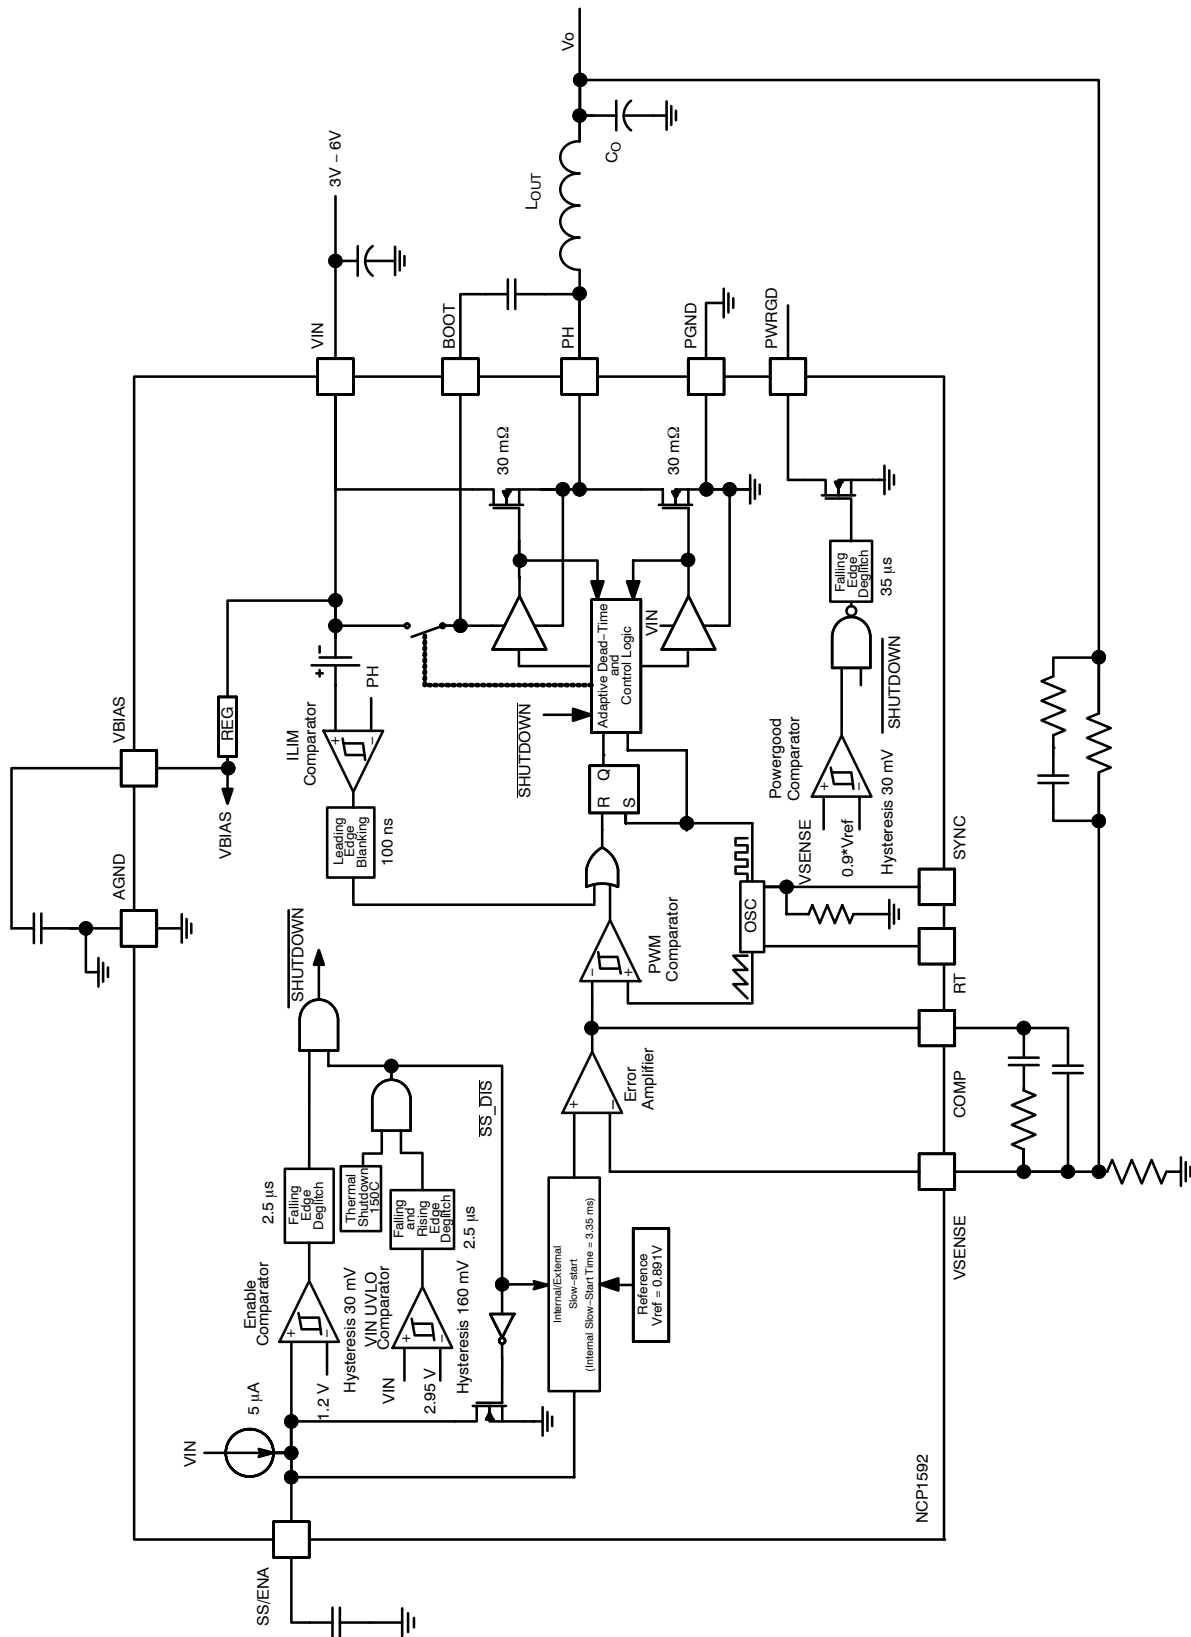 SS/ENA
VIN
5 μA
1.2 V
Enable
Comparator
Hysteresis 30 mV
Falling
Edge
Deglitch
2.5 μs
SHUTDOWN
AGND
VBIAS
VBIAS
REG
VIN
3V − 6V
VIN UVLO
Comparator
VIN
2.95 V
Hysteresis 160 mV
Thermal
Shutdown
150C
Falling
and
Rising
Edge
Deglitch
2.5 μs
SS_DIS
Leading
Edge
Blanking
100 ns
ILIM
Comparator
+ −
PH
+
−
BOOT
30 mΩ
PH
LOUT
CO
Vo
SHUTDOWN
Adaptive Dead−Time
and
Control Logic
VIN
30 mΩ
PGND
Internal/External
Slow−start
(Internal Slow−Start Time = 3.35 ms)
Reference
Vref = 0.891V
+
−
Error
Amplifier
−
+
PWM
Comparator
R Q
S
OSC
VSENSE
0.9*Vref
Powergood
Comparator
+
−
Hysteresis 30 mV
SHUTDOWN
Falling
Edge
Deglitch
35 μs
PWRGD
NCP1592
VSENSE
COMP
RT
SYNC